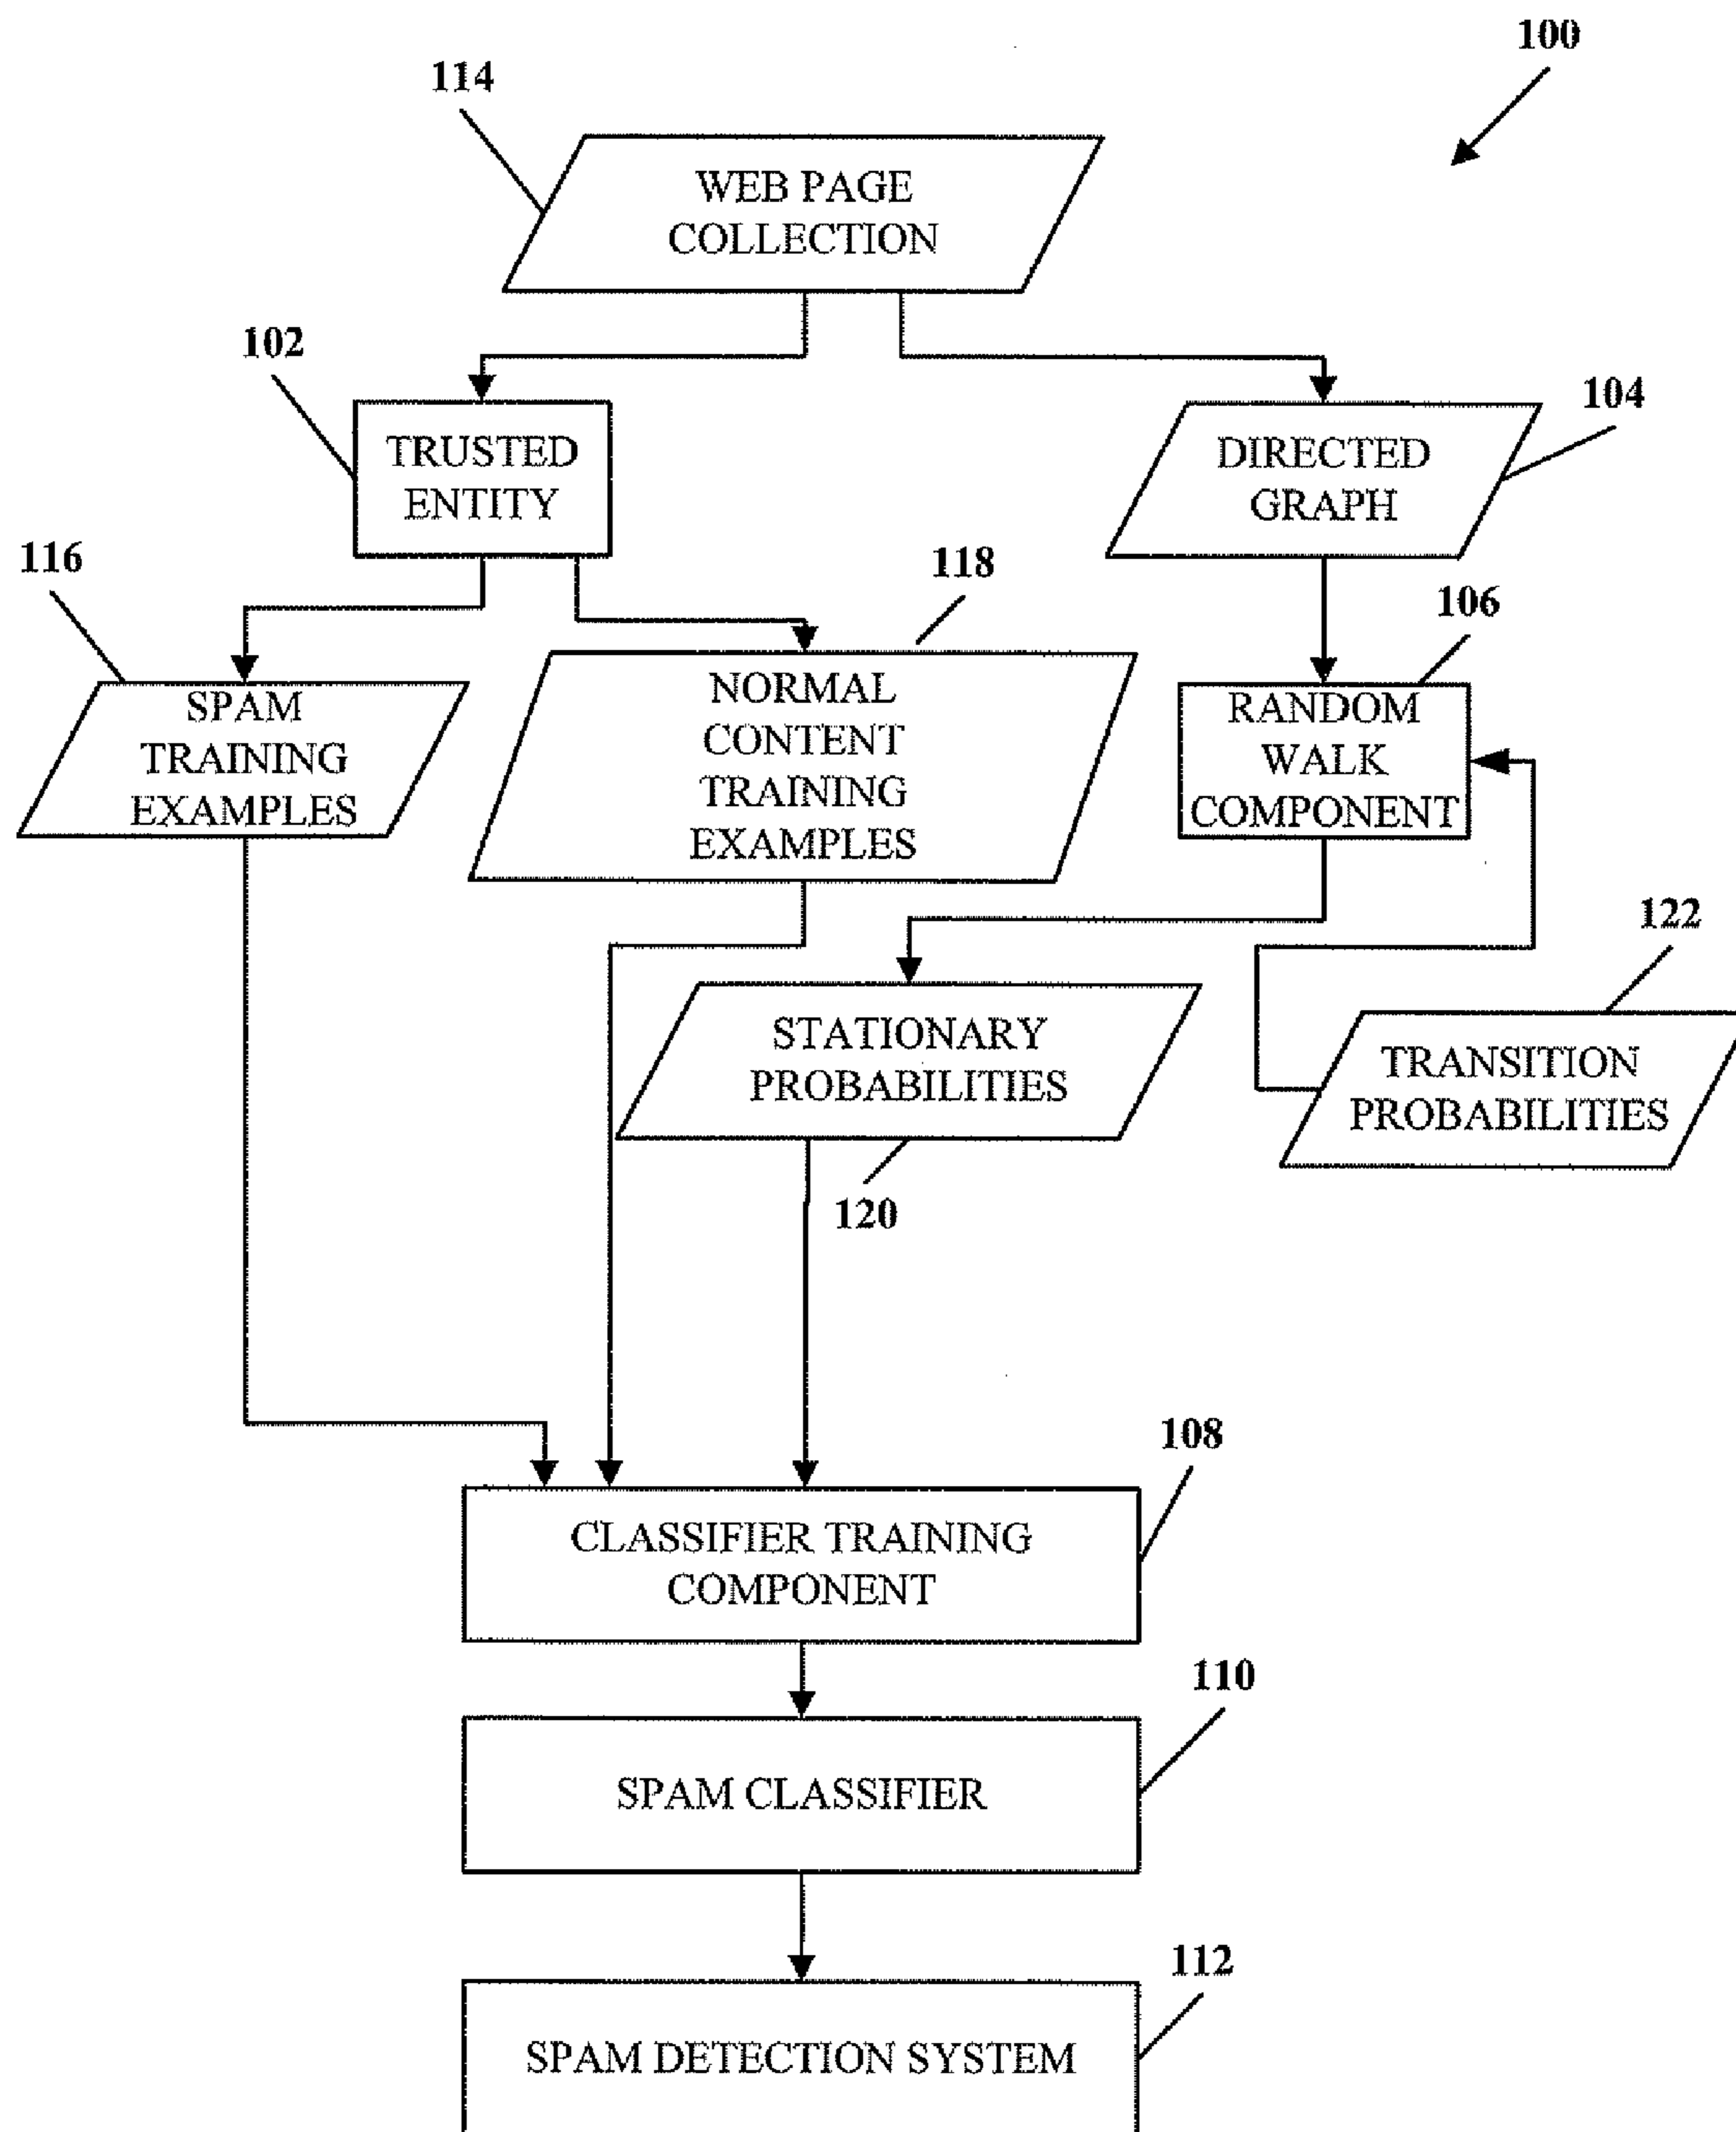 100
114
WEB PAGE
COLLECTION
102
TRUSTED
ENTITY
104
DIRECTED
GRAPH
116
SPAM
TRAINING
EXAMPLES
118
NORMAL
CONTENT
TRAINING
EXAMPLES
106
RANDOM
WALK
COMPONENT
122
TRANSITION
PROBABILITIES
STATIONARY
PROBABILITIES
120
108
CLASSIFIER TRAINING
COMPONENT
110
SPAM CLASSIFIER
112
SPAM DETECTION SYSTEM